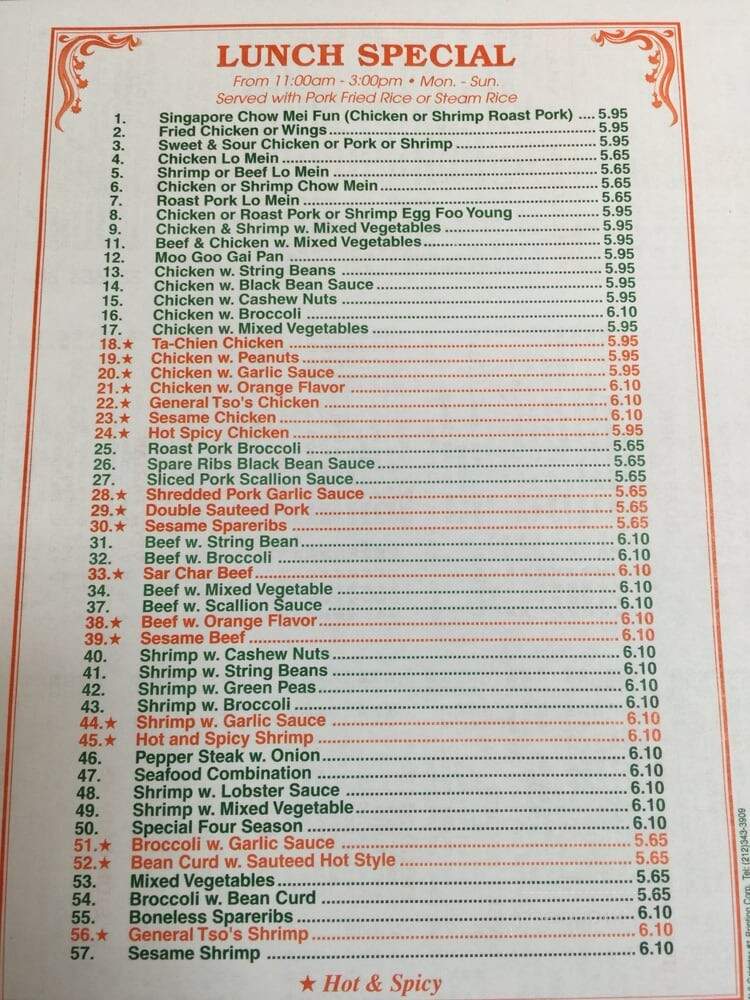 LUNCH SPECIAL
From 11:00am - 3:00pm • Mon. - Sun.
Served with Pork Fried Rice or Steam Rice
1. Singapore Chow Mei Fun (Chicken or Shrimp Roast Pork) .... 5.95
2. Fried Chicken or Wings 5.95
3. Sweet & Sour Chicken or Pork or Shrimp 5.95
4. Chicken Lo Mein 5.65
5. Shrimp or Beef Lo Mein 5.65
6. Chicken or Shrimp Chow Mein 5.65
7. Roast Pork Lo Mein 5.65
8. Chicken or Roast Pork or Shrimp Egg Foo Young 5.95
9. Chicken & Shrimp w. Mixed Vegetables 5.95
11. Beef & Chicken w. Mixed Vegetables 5.95
12. Moo Goo Gai Pan 5.95
13. Chicken w. String Beans 5.95
14. Chicken w. Black Bean Sauce 5.95
15. Chicken w. Cashew Nuts 5.95
16. Chicken w. Broccoli 6.10
17. Chicken w. Mixed Vegetables 5.95
18.★ Ta-Chien Chicken 5.95
19.★ Chicken w. Peanuts 5.95
20.★ Chicken w. Garlic Sauce 5.95
21.★ Chicken w. Orange Flavor 6.10
22.★ General Tso's Chicken 6.10
23.★ Sesame Chicken 6.10
24.★ Hot Spicy Chicken 5.95
25. Roast Pork Broccoli 5.65
26. Spare Ribs Black Bean Sauce 5.65
27. Sliced Pork Scallion Sauce 5.65
28.★ Shredded Pork Garlic Sauce 5.65
29.★ Double Sauteed Pork 5.65
30.★ Sesame Spareribs 5.65
31. Beef w. String Bean 6.10
32. Beef w. Broccoli 6.10
33.★ Sar Char Beef 6.10
34. Beef w. Mixed Vegetable 6.10
37. Beef w. Scallion Sauce 6.10
38.★ Beef w. Orange Flavor 6.10
39.★ Sesame Beef 6.10
40. Shrimp w. Cashew Nuts 6.10
41. Shrimp w. String Beans 6.10
42. Shrimp w. Green Peas 6.10
43. Shrimp w. Broccoli 6.10
44.★ Shrimp w. Garlic Sauce 6.10
45.★ Hot and Spicy Shrimp 6.10
46. Pepper Steak w. Onion 6.10
47. Seafood Combination 6.10
48. Shrimp w. Lobster Sauce 6.10
49. Shrimp w. Mixed Vegetable 6.10
50. Special Four Season 6.10
51.★ Broccoli w. Garlic Sauce 5.65
52.★ Bean Curd w. Sauteed Hot Style 5.65
53. Mixed Vegetables 5.65
54. Broccoli w. Bean Curd 5.65
55. Boneless Spareribs 6.10
56.★ General Tso's Shrimp 6.10
57. Sesame Shrimp 6.10
★ Hot & Spicy
Printing Corp. Tel: (212)343-3909